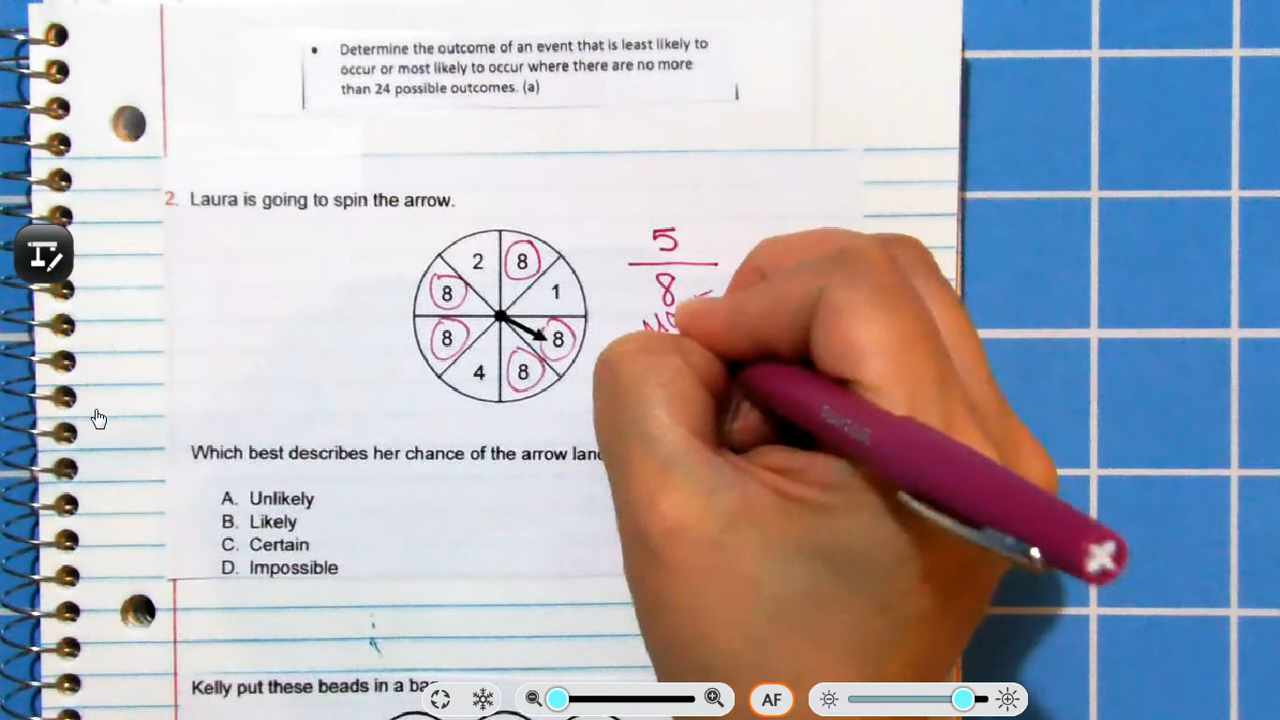 • Determine the outcome of an event that is least likely to
occur or most likely to occur where there are no more
than 24 possible outcomes. (a)
2. Laura is going to spin the arrow.
5
8
2 8
8 1
8 8
4 8
Which best describes her chance of the arrow
A. Unlikely
B. Likely
C. Certain
D. Impossible
Kelly put these beads in a
AF